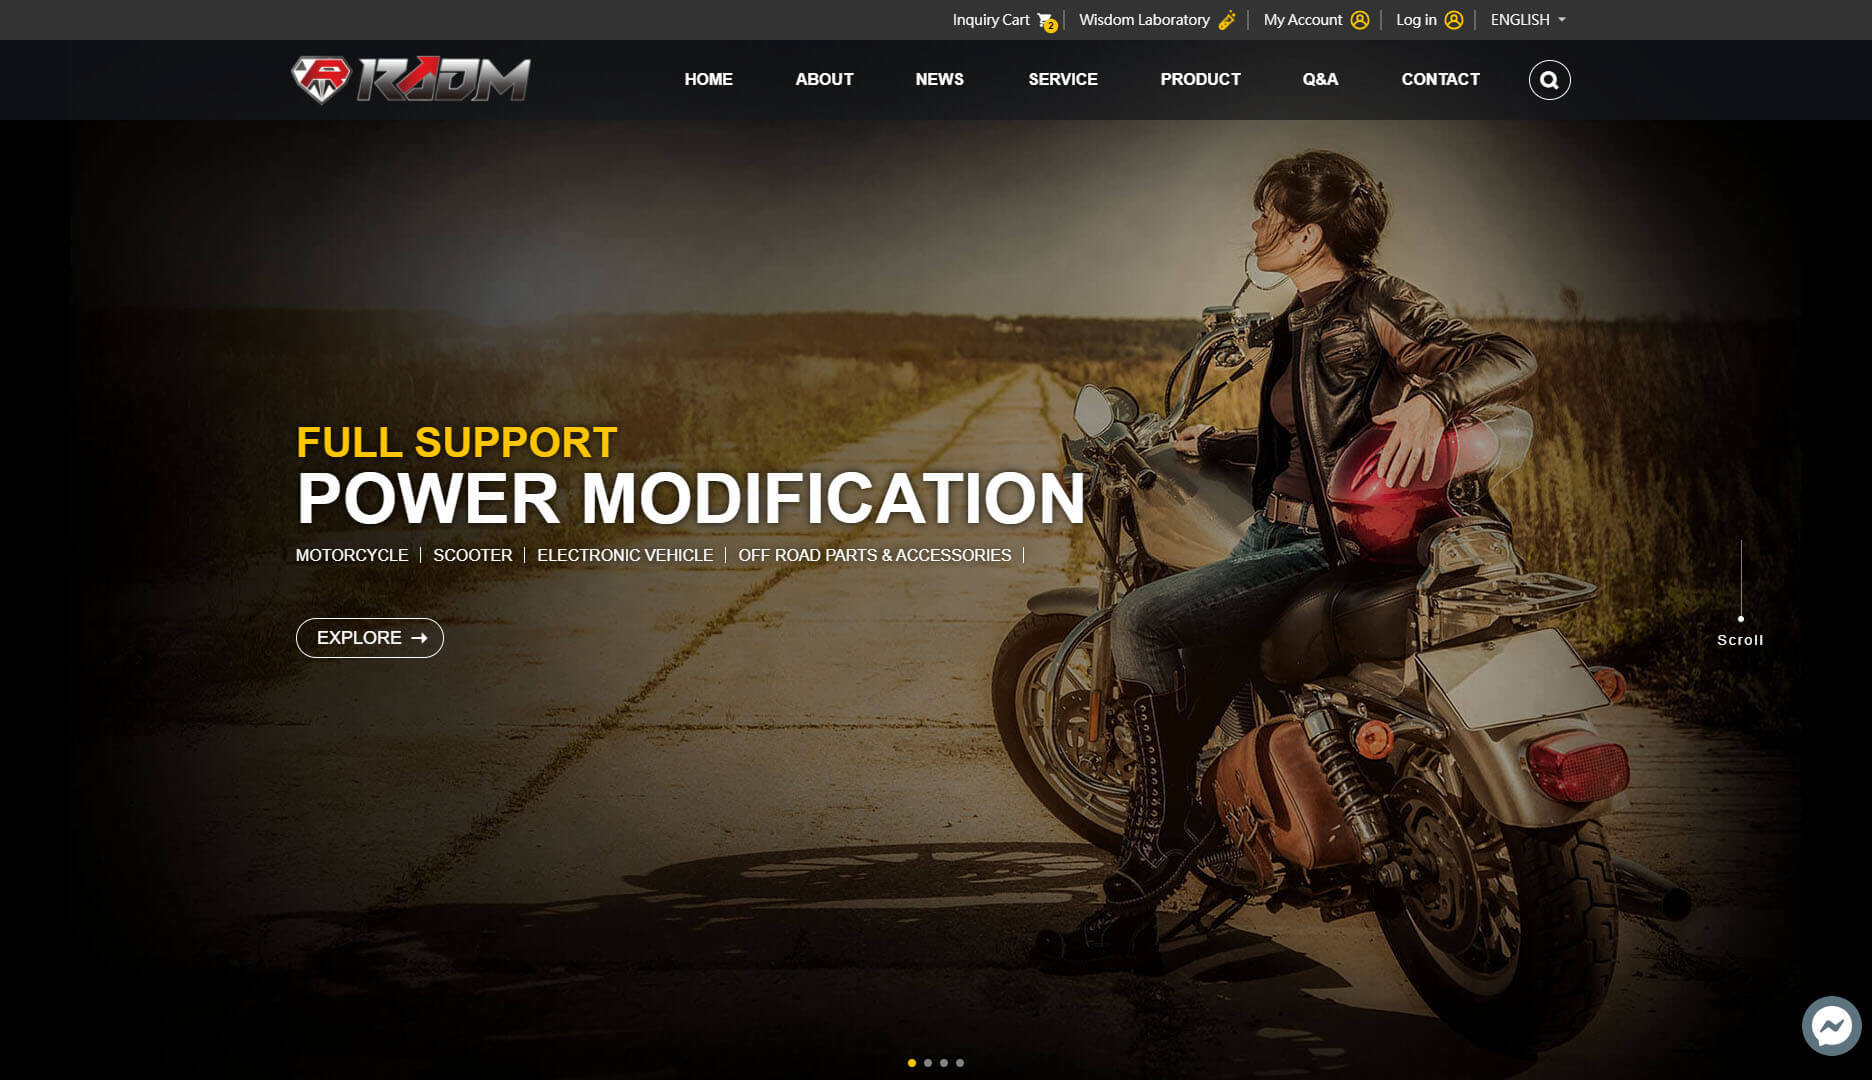 Inquiry Cart 2 Wisdom Laboratory My Account Log in ENGLISH
RADM HOME ABOUT NEWS SERVICE PRODUCT Q&A CONTACT
FULL SUPPORT
POWER MODIFICATION
MOTORCYCLE SCOOTER ELECTRONIC VEHICLE OFF ROAD PARTS & ACCESSORIES
EXPLORE
Scroll